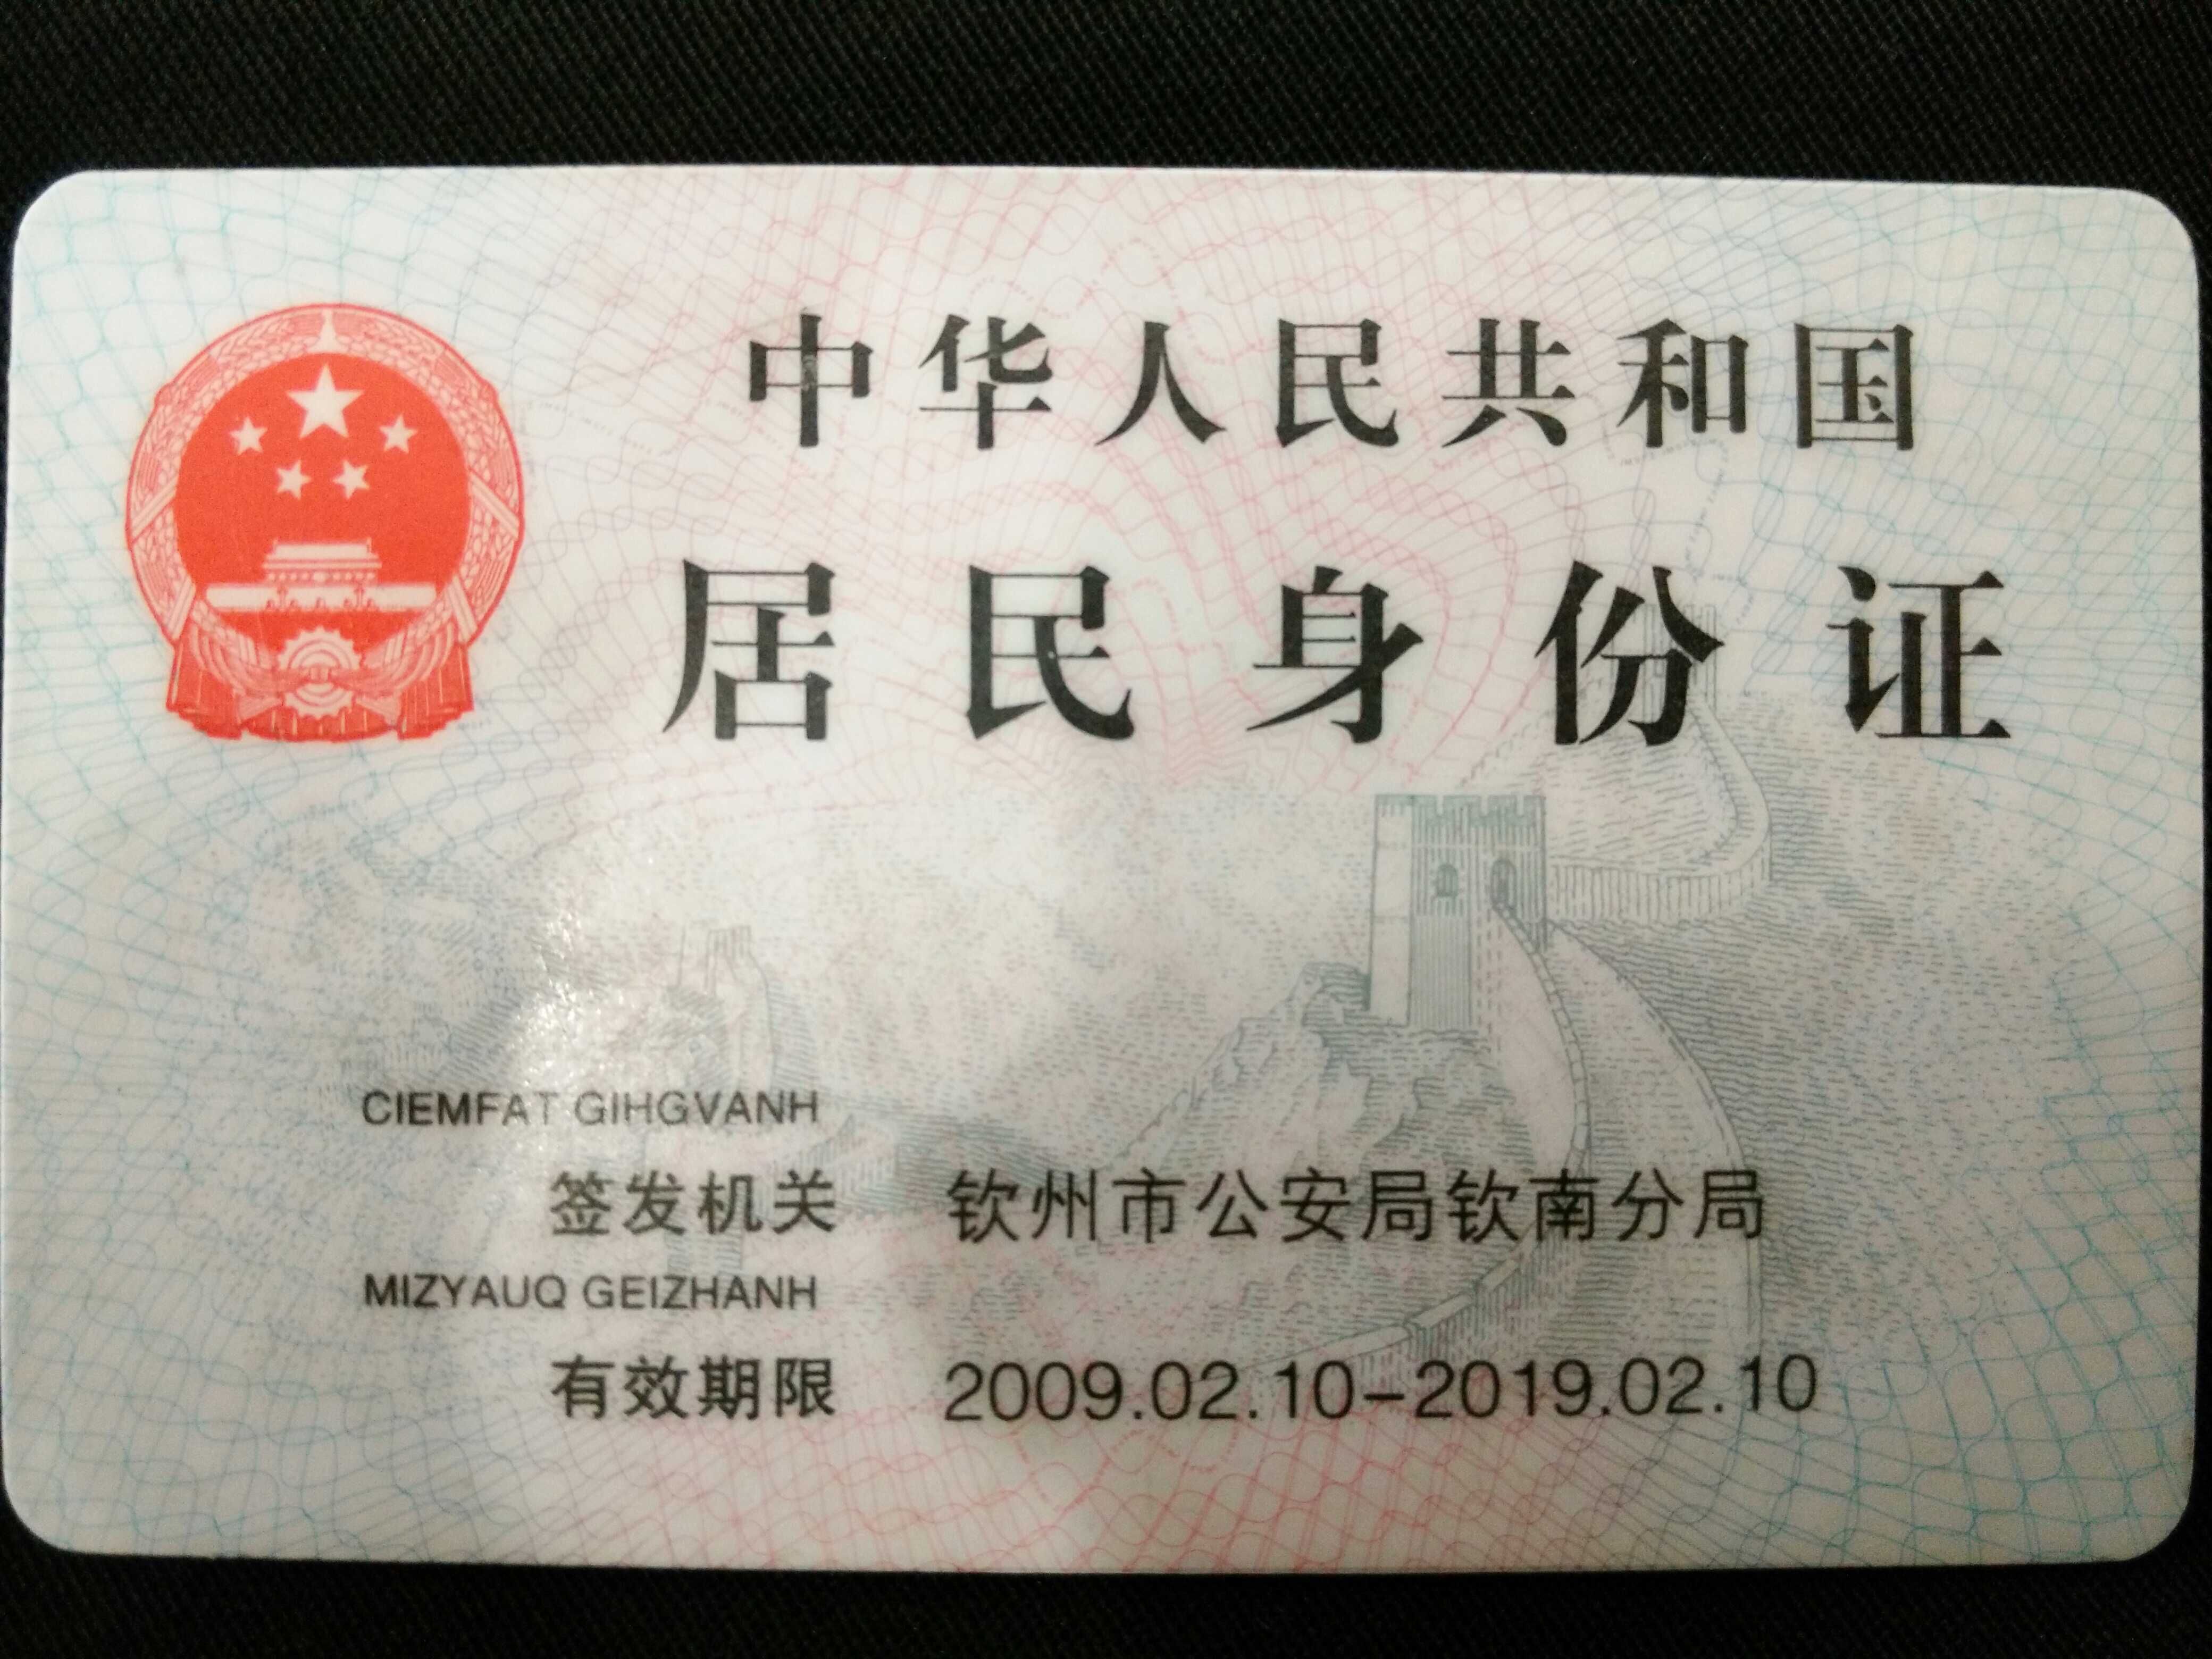 中华人民共和国
居民身份证
CIEMFAT GIHGVANH
签发机关 钦州市公安局钦南分局
MIZYAUQ GEIZHANH
有效期限 2009.02.10-2019.02.10